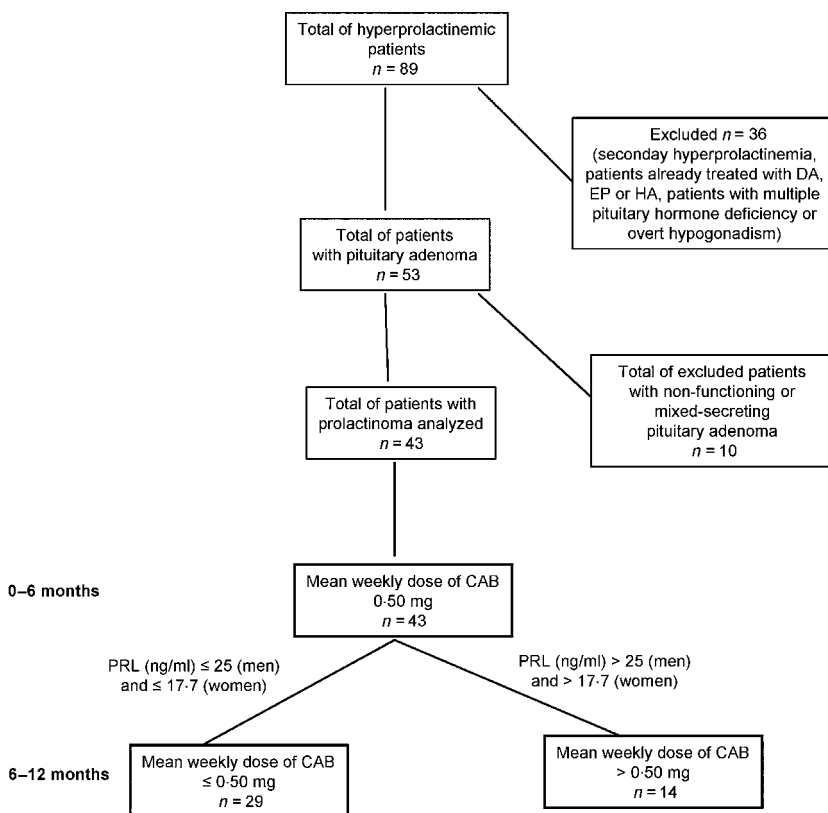 Total of hyperprolactinemic
patients
n = 89
Excluded n = 36
(seconday hyperprolactinemia,
patients already treated with DA,
EP or HA, patients with multiple
pituitary hormone deficiency or
overt hypogonadism)
Total of patients
with pituitary adenoma
n = 53
Total of excluded patients
with non-functioning or
mixed-secreting
pituitary adenoma
n = 10
Total of patients with
prolactinoma analyzed
n = 43
0–6 months
Mean weekly dose of CAB
0·50 mg
n = 43
PRL (ng/ml) ≤ 25 (men)
and ≤ 17·7 (women)
PRL (ng/ml) > 25 (men)
and > 17·7 (women)
6–12 months
Mean weekly dose of CAB
≤ 0·50 mg
n = 29
Mean weekly dose of CAB
> 0·50 mg
n = 14